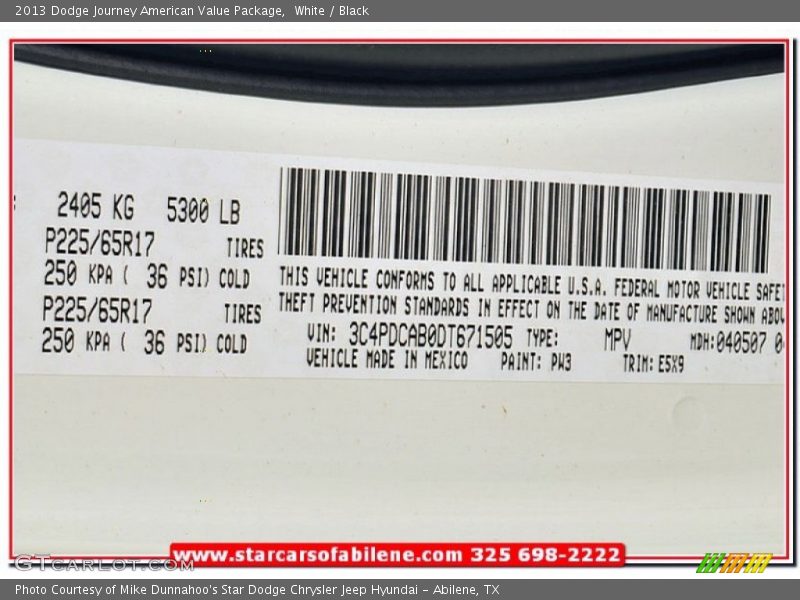 2013 Dodge Journey American Value Package,  White / Black
2405 KG 5300 LB
P225/65R17 TIRES
250 KPA ( 36 PSI) COLD
P225/65R17 TIRES
250 KPA ( 36 PSI) COLD
THIS VEHICLE CONFORMS TO ALL APPLICABLE U.S.A. FEDERAL MOTOR VEHICLE SAFET
THEFT PREVENTION STANDARDS IN EFFECT ON THE DATE OF MANUFACTURE SHOWN ABOV
VIN: 3C4PDCAB0DT671505 TYPE: MPV MDH:040507 0
VEHICLE MADE IN MEXICO PAINT: PW3 TRIM: E5X9
www.starcarsofabilene.com 325 698-2222
GTcarlot.com
Photo Courtesy of Mike Dunnahoo's Star Dodge Chrysler Jeep Hyundai – Abilene, TX